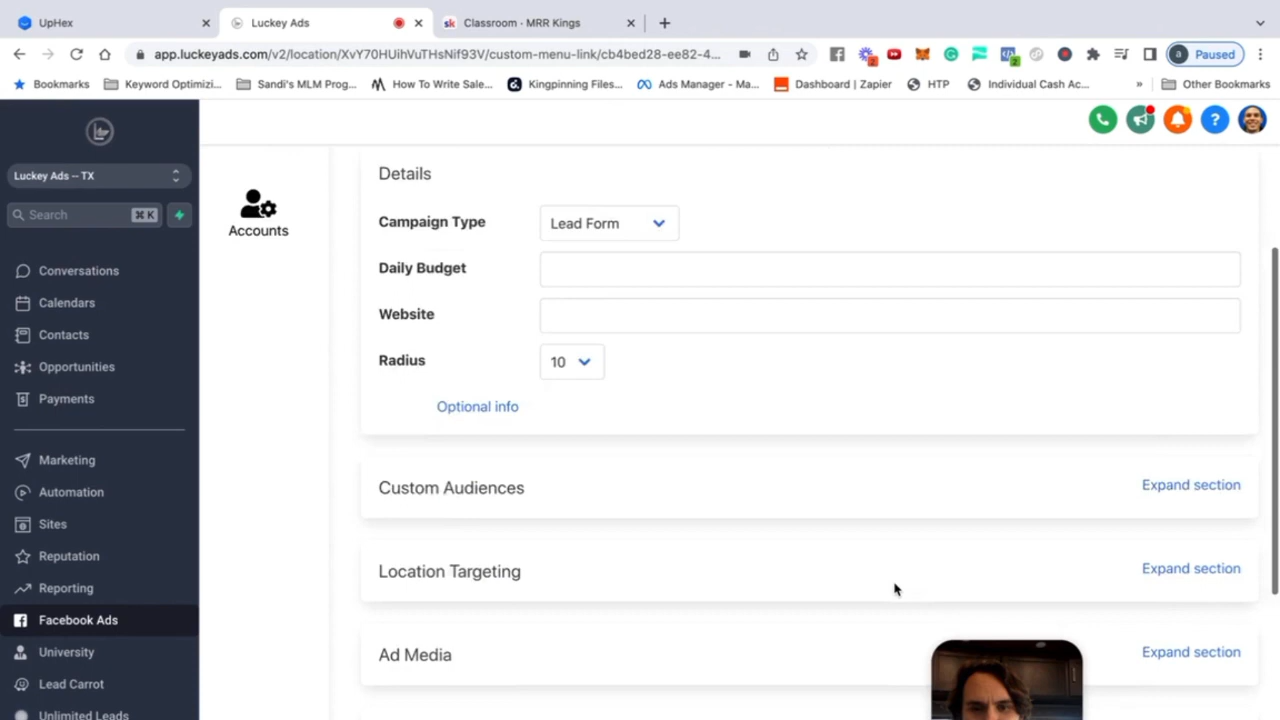 UpHex
Luckey Ads
sk Classroom · MRR Kings
app.luckeyads.com/v2/location/XvY70HUihVuTHsNif93V/custom-menu-link/cb4bed28-ee82-4...
2
2
a Paused
Bookmarks
Keyword Optimizi...
Sandi's MLM Prog...
How To Write Sale...
Kingpinning Files...
Ads Manager - Ma...
Dashboard | Zapier
HTP
Individual Cash Ac...
»
Other Bookmarks
Luckey Ads -- TX
Search ⌘ K
Conversations
Calendars
Contacts
Opportunities
Payments
Marketing
Automation
Sites
Reputation
Reporting
Facebook Ads
University
Lead Carrot
Unlimited Leads
?
Accounts
Details
Campaign Type Lead Form
Daily Budget
Website
Radius 10
Optional info
Custom Audiences Expand section
Location Targeting Expand section
Ad Media Expand section